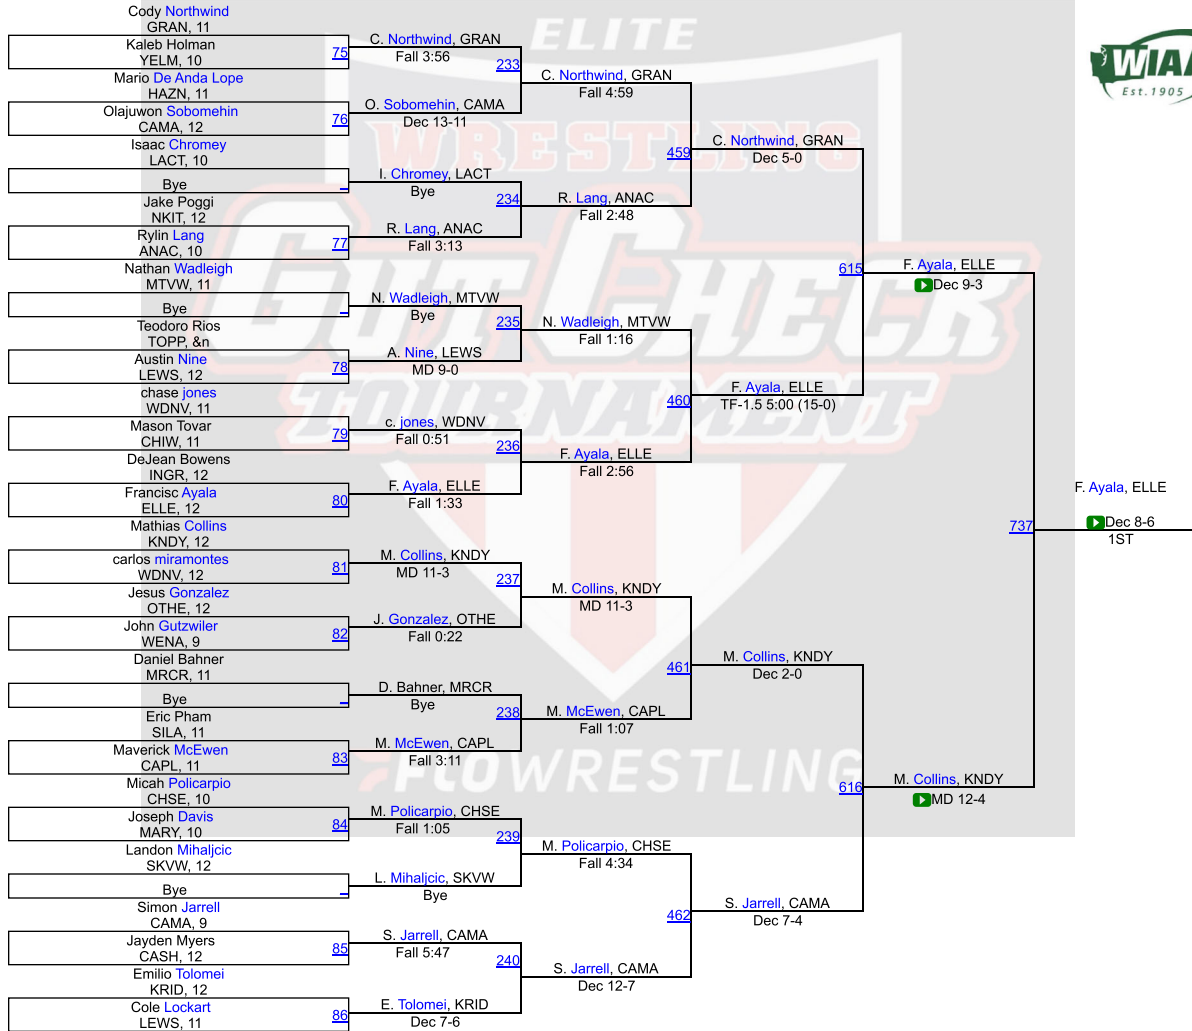 Cody Northwind
GRAN, 11
Kaleb Holman
YELM, 10
75
Mario De Anda Lope
HAZN, 11
Olajuwon Sobomehin
CAMA, 12
76
Isaac Chromey
LACT, 10
Bye
Jake Poggi
NKIT, 12
Rylin Lang
ANAC, 10
77
Nathan Wadleigh
MTVW, 11
Bye
Teodoro Rios
TOPP, &n
Austin Nine
LEWS, 12
78
chase jones
WDNV, 11
Mason Tovar
CHIW, 11
79
DeJean Bowens
INGR, 12
Francisc Ayala
ELLE, 12
80
Mathias Collins
KNDY, 12
carlos miramontes
WDNV, 12
81
Jesus Gonzalez
OTHE, 12
John Gutzwiler
WENA, 9
82
Daniel Bahner
MRCR, 11
Bye
Eric Pham
SILA, 11
Maverick McEwen
CAPL, 11
83
Micah Policarpio
CHSE, 10
Joseph Davis
MARY, 10
84
Landon Mihaljcic
SKVW, 12
Bye
Simon Jarrell
CAMA, 9
Jayden Myers
CASH, 12
85
Emilio Tolomei
KRID, 12
Cole Lockart
LEWS, 11
86
C. Northwind, GRAN
Fall 3:56
233
O. Sobomehin, CAMA
Dec 13-11
I. Chromey, LACT
Bye
234
R. Lang, ANAC
Fall 3:13
N. Wadleigh, MTVW
Bye
235
A. Nine, LEWS
MD 9-0
c. jones, WDNV
Fall 0:51
236
F. Ayala, ELLE
Fall 1:33
M. Collins, KNDY
MD 11-3
237
J. Gonzalez, OTHE
Fall 0:22
D. Bahner, MRCR
Bye
238
M. McEwen, CAPL
Fall 3:11
M. Policarpio, CHSE
Fall 1:05
239
L. Mihaljcic, SKVW
Bye
S. Jarrell, CAMA
Fall 5:47
240
E. Tolomei, KRID
Dec 7-6
C. Northwind, GRAN
Fall 4:59
459
R. Lang, ANAC
Fall 2:48
N. Wadleigh, MTVW
Fall 1:16
460
F. Ayala, ELLE
Fall 2:56
M. Collins, KNDY
MD 11-3
461
M. McEwen, CAPL
Fall 1:07
M. Policarpio, CHSE
Fall 4:34
462
S. Jarrell, CAMA
Dec 12-7
C. Northwind, GRAN
Dec 5-0
615
F. Ayala, ELLE
TF-1.5 5:00 (15-0)
M. Collins, KNDY
Dec 2-0
616
S. Jarrell, CAMA
Dec 7-4
F. Ayala, ELLE
Dec 9-3
737
M. Collins, KNDY
MD 12-4
F. Ayala, ELLE
Dec 8-6
1ST
ELITE
WRESTLING
GUTCHECK
TOURNAMENT
FLOWRESTLING
WIAA
Est.1905